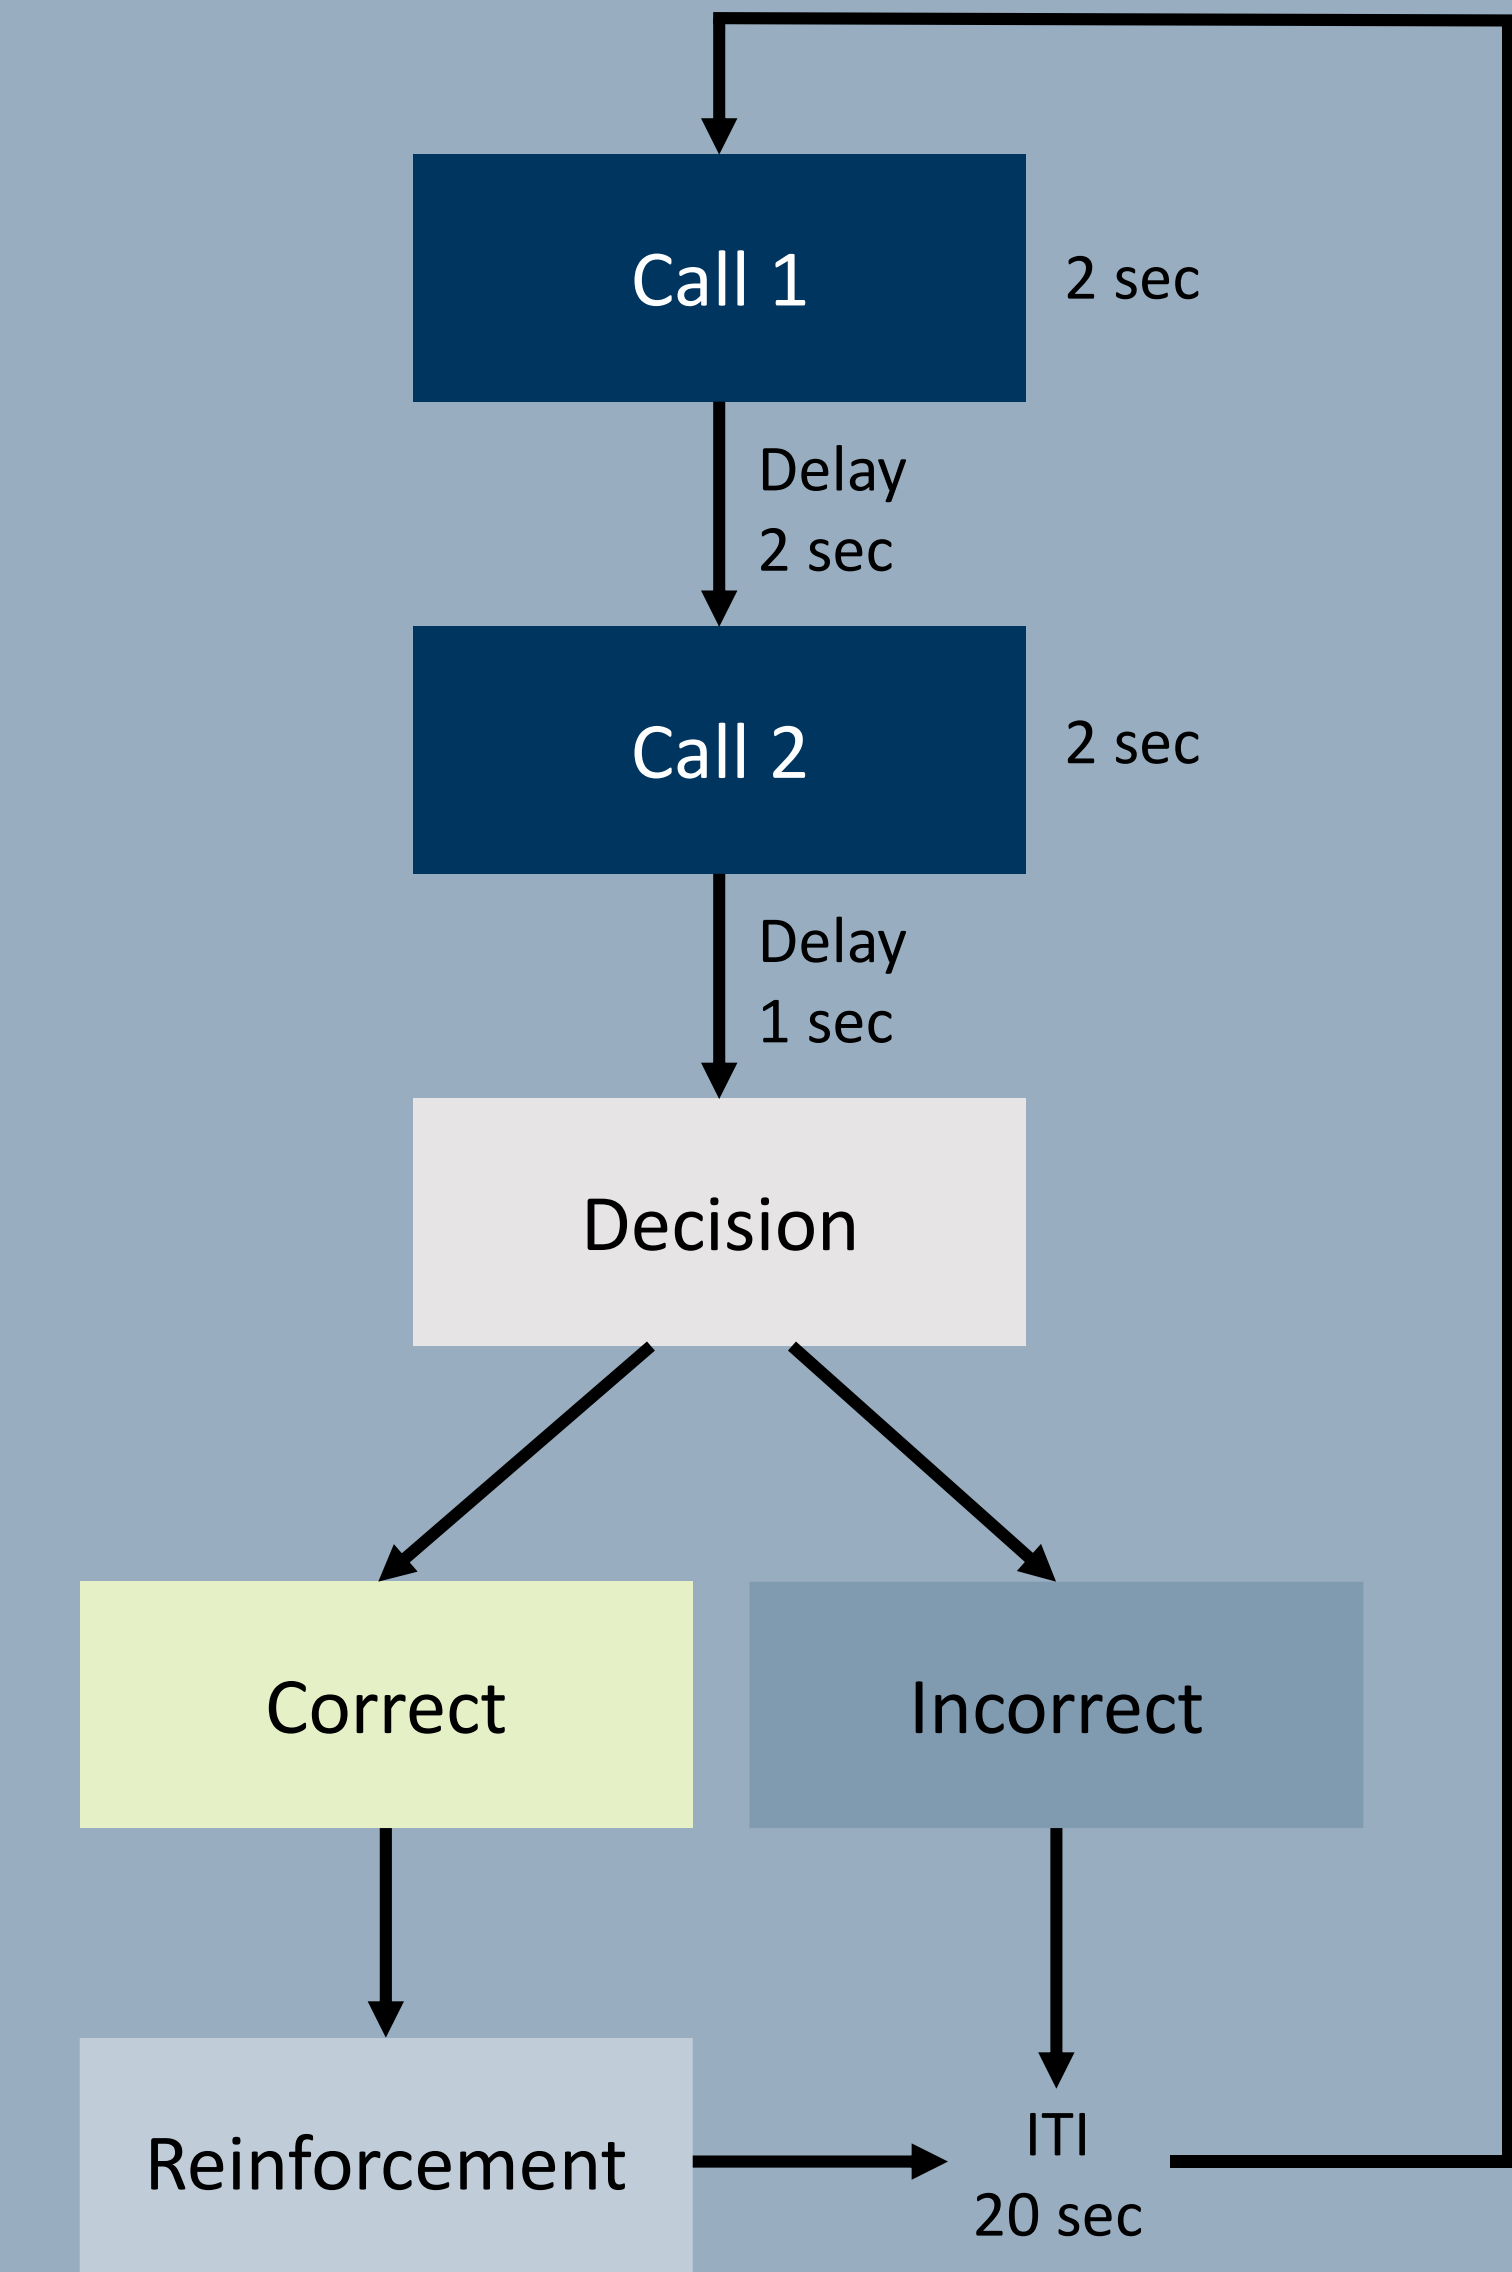 Call 1
2 sec
Delay
2 sec
Call 2
2 sec
Delay
1 sec
Decision
Correct
Incorrect
Reinforcement
ITI
20 sec